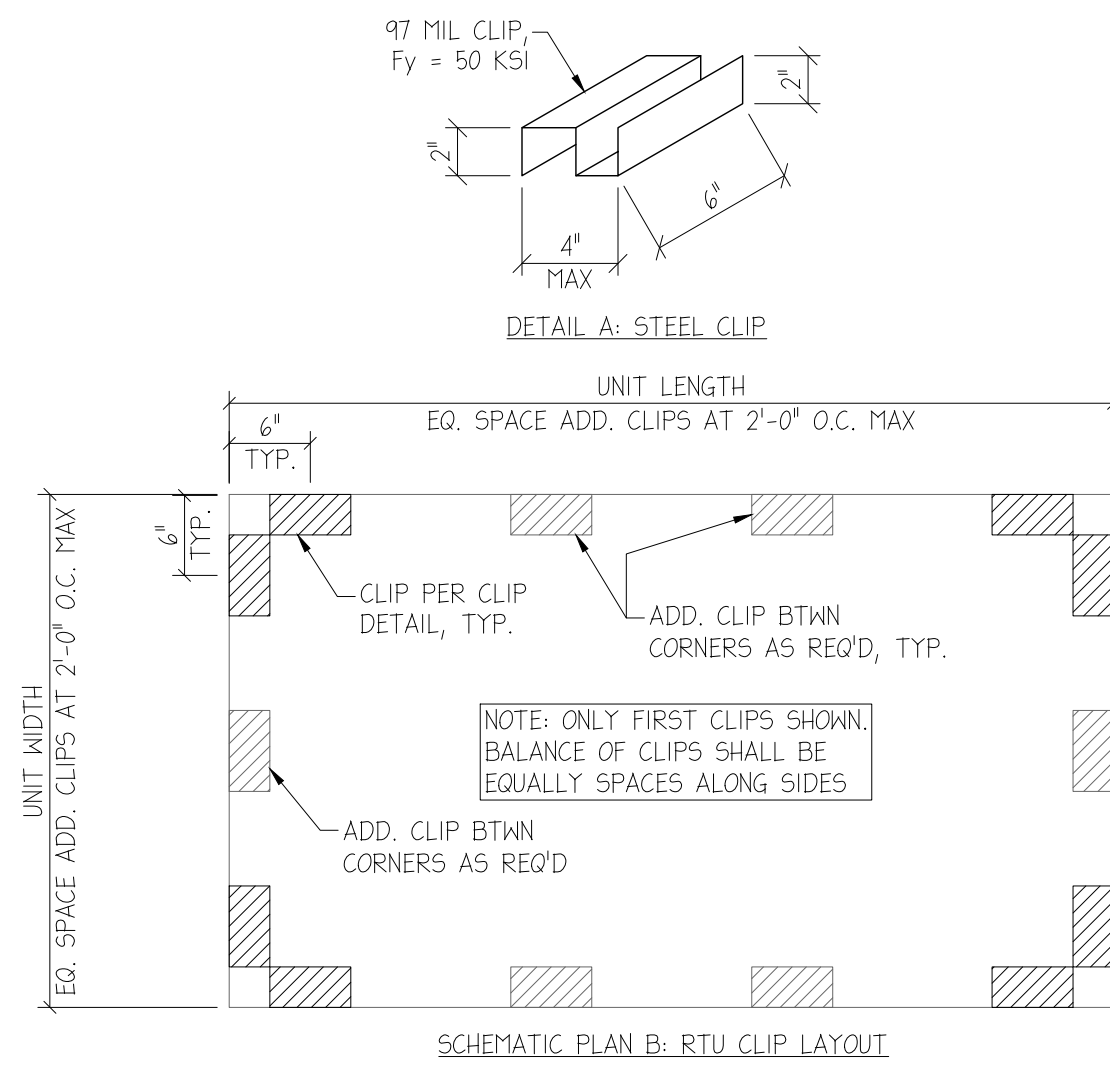 97 MIL CLIP,
Fy = 50 KSI
2"
2"
6"
4"
MAX
DETAIL A: STEEL CLIP
UNIT LENGTH
EQ. SPACE ADD. CLIPS AT 2'-0" O.C. MAX
6"
TYP.
6"
TYP.
UNIT WIDTH
EQ. SPACE ADD. CLIPS AT 2'-0" O.C. MAX
CLIP PER CLIP
DETAIL, TYP.
ADD. CLIP BTWN
CORNERS AS REQ'D, TYP.
NOTE: ONLY FIRST CLIPS SHOWN.
BALANCE OF CLIPS SHALL BE
EQUALLY SPACES ALONG SIDES
ADD. CLIP BTWN
CORNERS AS REQ'D
SCHEMATIC PLAN B: RTU CLIP LAYOUT